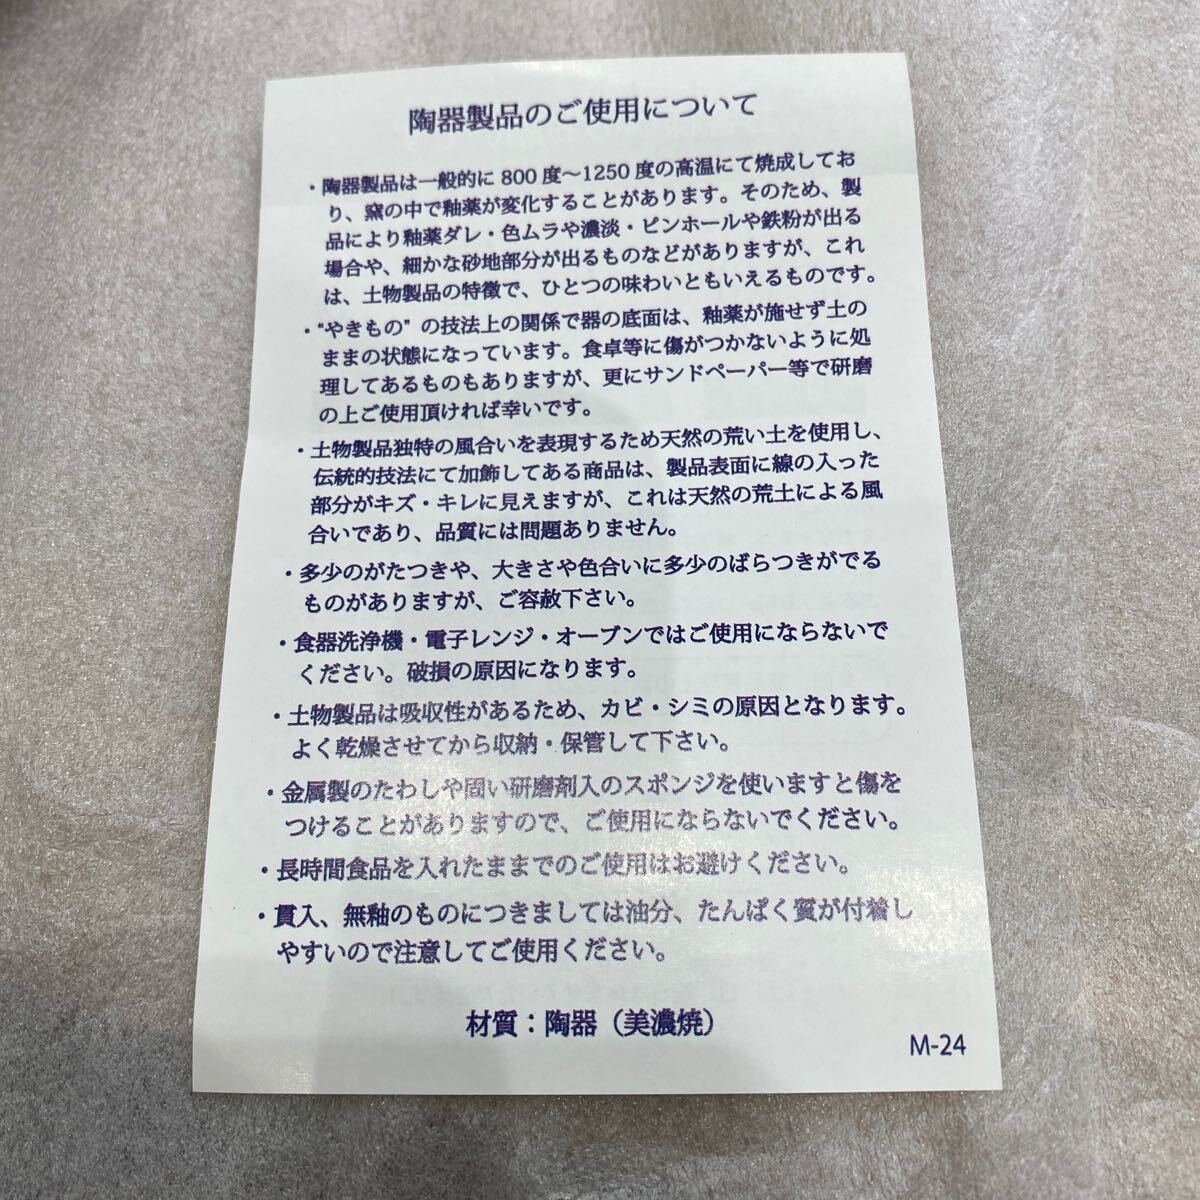 陶器製品のご使用について
・陶器製品は一般的に 800 度〜1250 度の高温にて焼成してお
り、窯の中で釉薬が変化することがあります。そのため、製
品により釉薬ダレ・色ムラや濃淡・ピンホールや鉄粉が出る
場合や、細かな砂地部分が出るものなどがありますが、これ
は、土物製品の特徴で、ひとつの味わいともいえるものです。
・“やきもの” の技法上の関係で器の底面は、釉薬が施せず土の
ままの状態になっています。食卓等に傷がつかないように処
理してあるものもありますが、更にサンドペーパー等で研磨
の上ご使用頂ければ幸いです。
・土物製品独特の風合いを表現するため天然の荒い土を使用し、
伝統的技法にて加飾してある商品は、製品表面に線の入った
部分がキズ・キレに見えますが、これは天然の荒土による風
合いであり、品質には問題ありません。
・多少のがたつきや、大きさや色合いに多少のばらつきがでる
ものがありますが、ご容赦下さい。
・食器洗浄機・電子レンジ・オーブンではご使用にならないで
ください。破損の原因になります。
・土物製品は吸収性があるため、カビ・シミの原因となります。
よく乾燥させてから収納・保管して下さい。
・金属製のたわしや固い研磨剤入のスポンジを使いますと傷を
つけることがありますので、ご使用にならないでください。
・長時間食品を入れたままでのご使用はお避けください。
・貫入、無釉のものにつきましては油分、たんぱく質が付着し
やすいので注意してご使用ください。
材質：陶器（美濃焼）
M-24